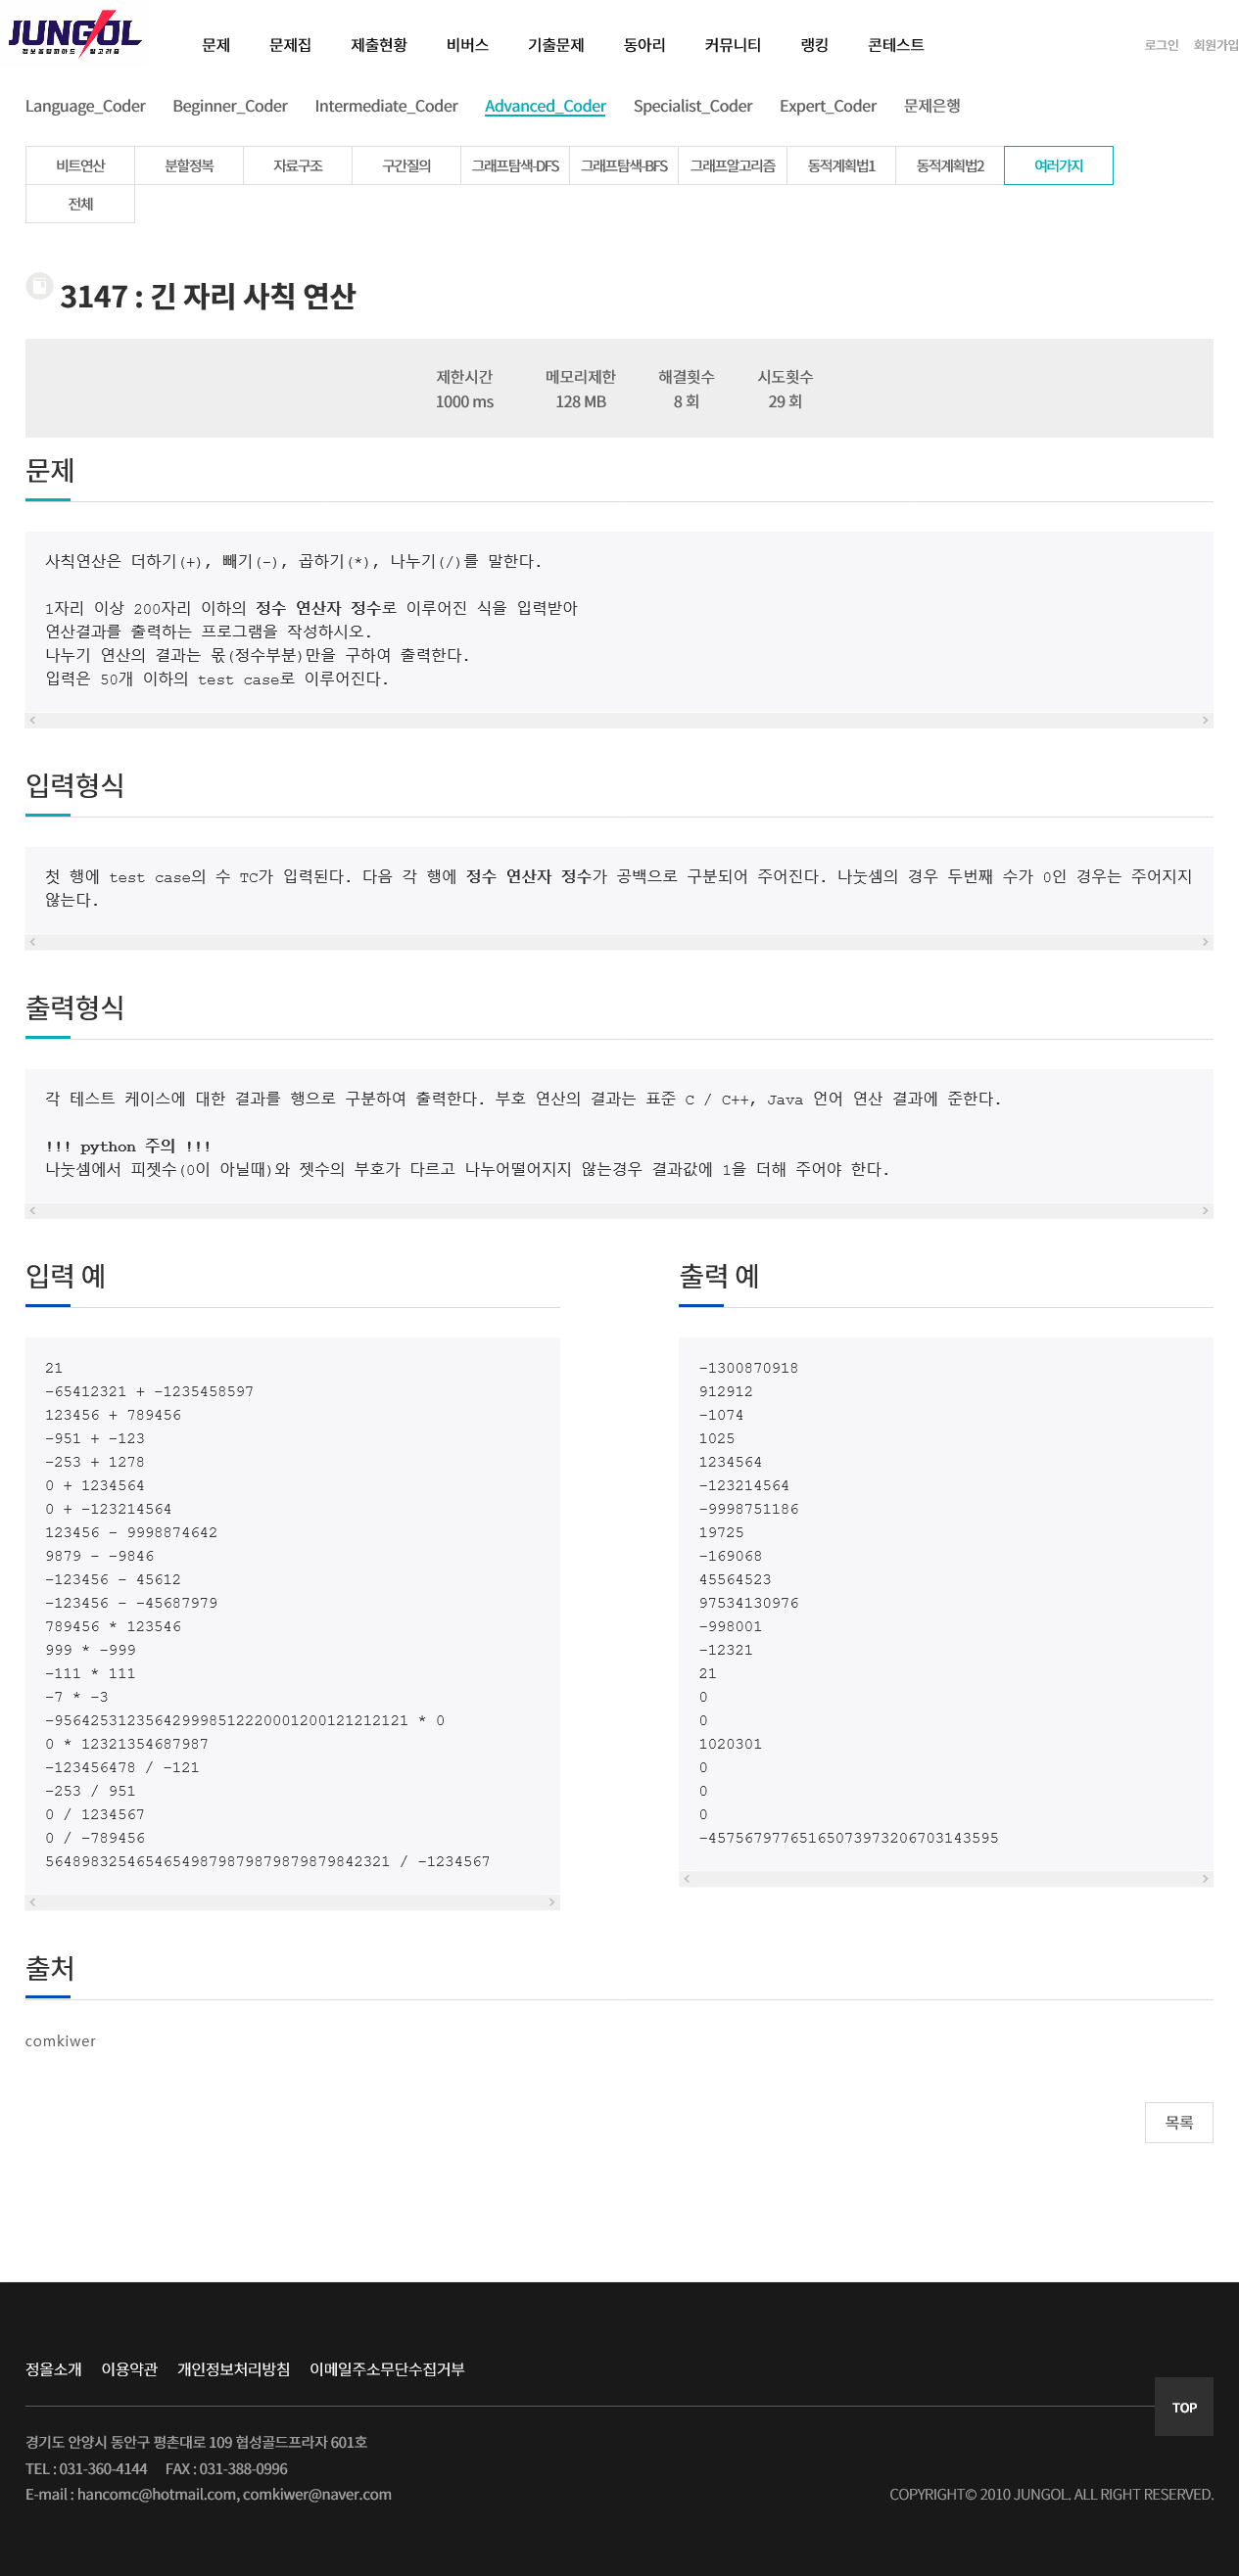 JUNGOL
정보올림피아드 알고리즘
문제 문제집 제출현황 비버스 기출문제 동아리 커뮤니티 랭킹 콘테스트 로그인 회원가입
Language_Coder Beginner_Coder Intermediate_Coder Advanced_Coder Specialist_Coder Expert_Coder 문제은행
비트연산 분할정복 자료구조 구간질의 그래프탐색-DFS 그래프탐색-BFS 그래프알고리즘 동적계획법1 동적계획법2 여러가지
전체
3147 : 긴 자리 사칙 연산
제한시간 메모리제한 해결횟수 시도횟수
1000 ms 128 MB 8 회 29 회
문제
사칙연산은 더하기(+), 빼기(-), 곱하기(*), 나누기(/)를 말한다.
1자리 이상 200자리 이하의 정수 연산자 정수로 이루어진 식을 입력받아
연산결과를 출력하는 프로그램을 작성하시오.
나누기 연산의 결과는 몫(정수부분)만을 구하여 출력한다.
입력은 50개 이하의 test case로 이루어진다.
입력형식
첫 행에 test case의 수 TC가 입력된다. 다음 각 행에 정수 연산자 정수가 공백으로 구분되어 주어진다. 나눗셈의 경우 두번째 수가 0인 경우는 주어지지
않는다.
출력형식
각 테스트 케이스에 대한 결과를 행으로 구분하여 출력한다. 부호 연산의 결과는 표준 C / C++, Java 언어 연산 결과에 준한다.
!!! python 주의 !!!
나눗셈에서 피젯수(0이 아닐때)와 젯수의 부호가 다르고 나누어떨어지지 않는경우 결과값에 1을 더해 주어야 한다.
입력 예
21
-65412321 + -1235458597
123456 + 789456
-951 + -123
-253 + 1278
0 + 1234564
0 + -123214564
123456 - 9998874642
9879 - -9846
-123456 - 45612
-123456 - -45687979
789456 * 123546
999 * -999
-111 * 111
-7 * -3
-9564253123564299985122220001200121212121 * 0
0 * 12321354687987
-123456478 / -121
-253 / 951
0 / 1234567
0 / -789456
564898325465465498798798798798​79842321 / -1234567
출력 예
-1300870918
912912
-1074
1025
1234564
-123214564
-9998751186
19725
-169068
45564523
97534130976
-998001
-12321
21
0
0
1020301
0
0
0
-45756797765165073973206703143595
출처
comkiwer
목록
정올소개 이용약관 개인정보처리방침 이메일주소무단수집거부
TOP
경기도 안양시 동안구 평촌대로 109 협성골드프라자 601호
TEL : 031-360-4144 FAX : 031-388-0996
E-mail : hancomc@hotmail.com, comkiwer@naver.com
COPYRIGHT© 2010 JUNGOL. ALL RIGHT RESERVED.